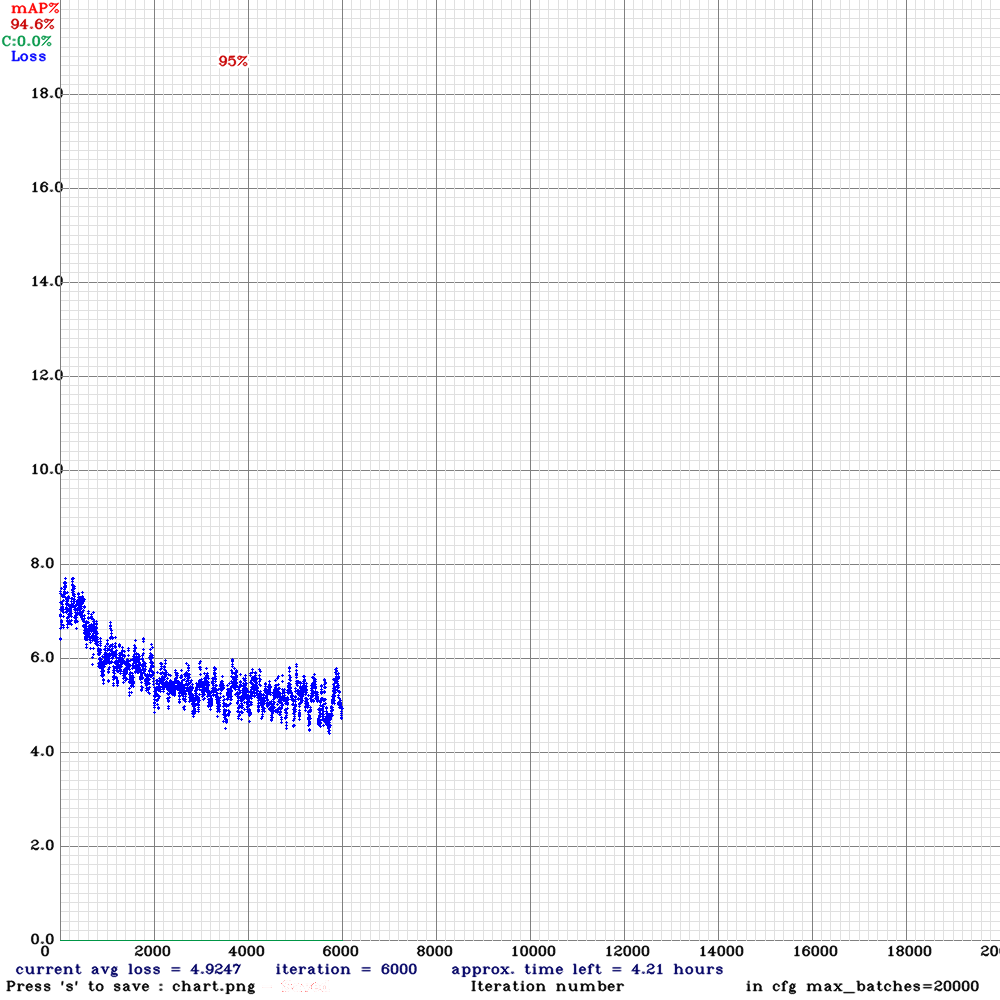 mAP%
94.6%
C:0.0%
Loss
95%
18.0
16.0
14.0
12.0
10.0
8.0
6.0
4.0
2.0
0.0
0 2000 4000 6000 8000 10000 12000 14000 16000 18000 20
current avg loss = 4.9247 iteration = 6000 approx. time left = 4.21 hours
Press 's' to save : chart.png Iteration number in cfg max_batches=20000